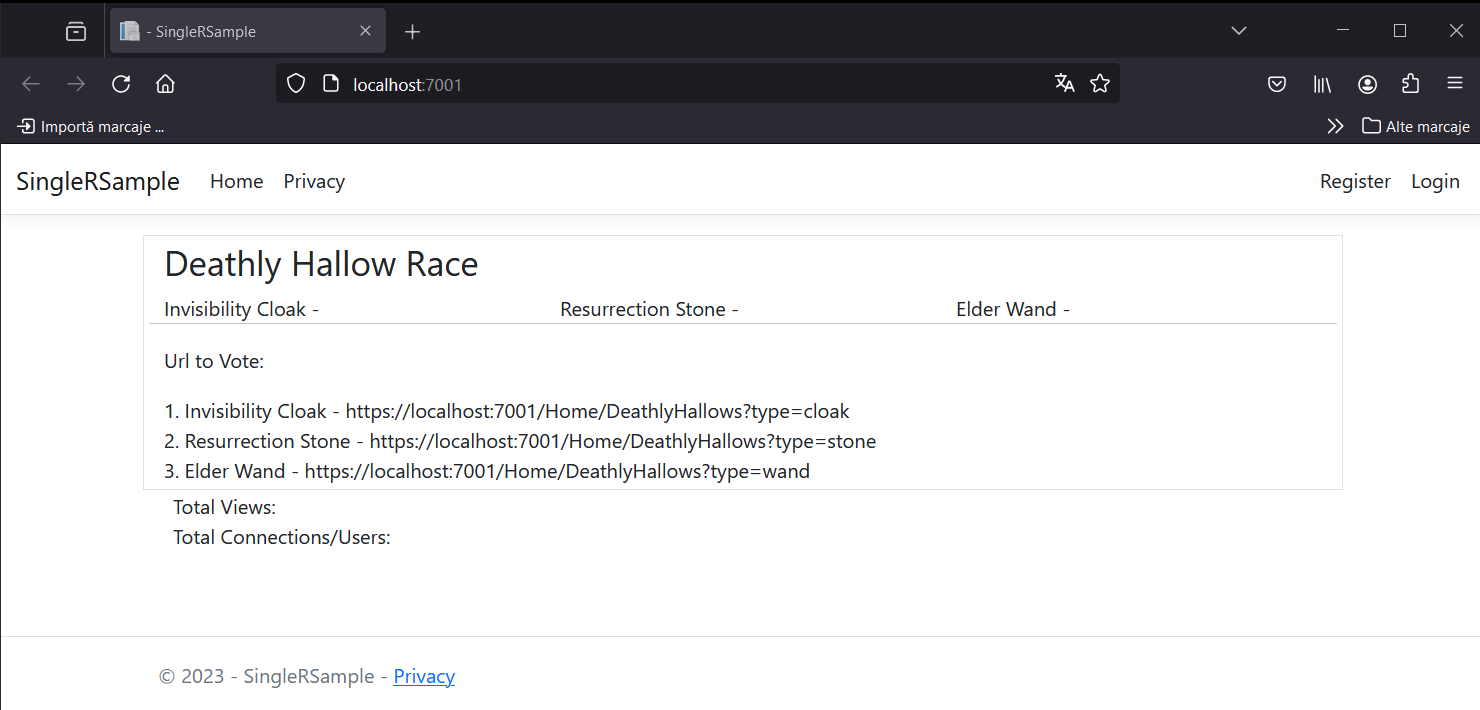 - SingleRSample
localhost:7001
Importă marcaje ...
Alte marcaje
SingleRSample Home Privacy Register Login
Deathly Hallow Race
Invisibility Cloak - Resurrection Stone - Elder Wand -
Url to Vote:
1. Invisibility Cloak - https://localhost:7001/Home/DeathlyHallows?type=cloak
2. Resurrection Stone - https://localhost:7001/Home/DeathlyHallows?type=stone
3. Elder Wand - https://localhost:7001/Home/DeathlyHallows?type=wand
Total Views:
Total Connections/Users:
© 2023 - SingleRSample - Privacy